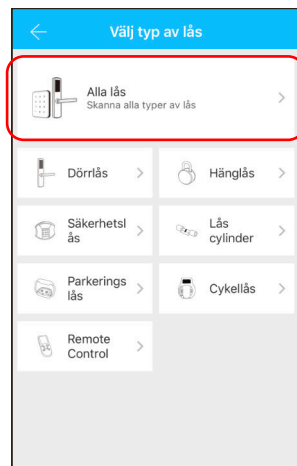 Välj typ av lås
Alla lås
Skanna alla typer av lås
Dörrlås
Hänglås
Säkerhetsl
ås
Lås
cylinder
Parkerings
lås
Cykellås
Remote
Control